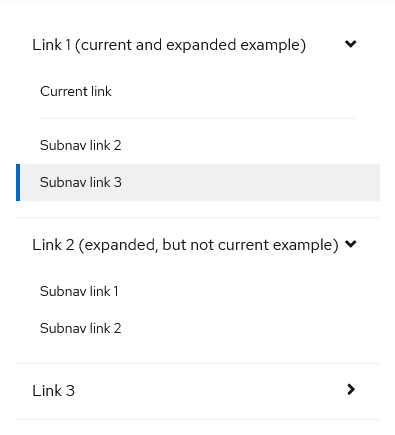 Link 1 (current and expanded example)
Current link
Subnav link 2
Subnav link 3
Link 2 (expanded, but not current example)
Subnav link 1
Subnav link 2
Link 3